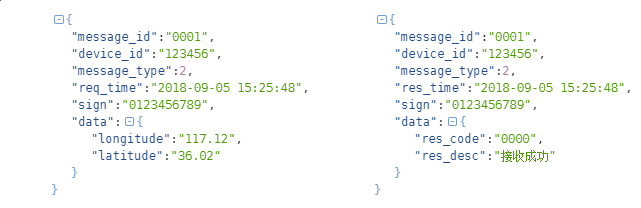 {
"message_id":"0001",
"device_id":"123456",
"message_type":2,
"req_time":"2018-09-05 15:25:48",
"sign":"0123456789",
"data":{
"longitude":"117.12",
"latitude":"36.02"
}
}
{
"message_id":"0001",
"device_id":"123456",
"message_type":2,
"res_time":"2018-09-05 15:25:48",
"sign":"0123456789",
"data":{
"res_code":"0000",
"res_desc":"接收成功"
}
}